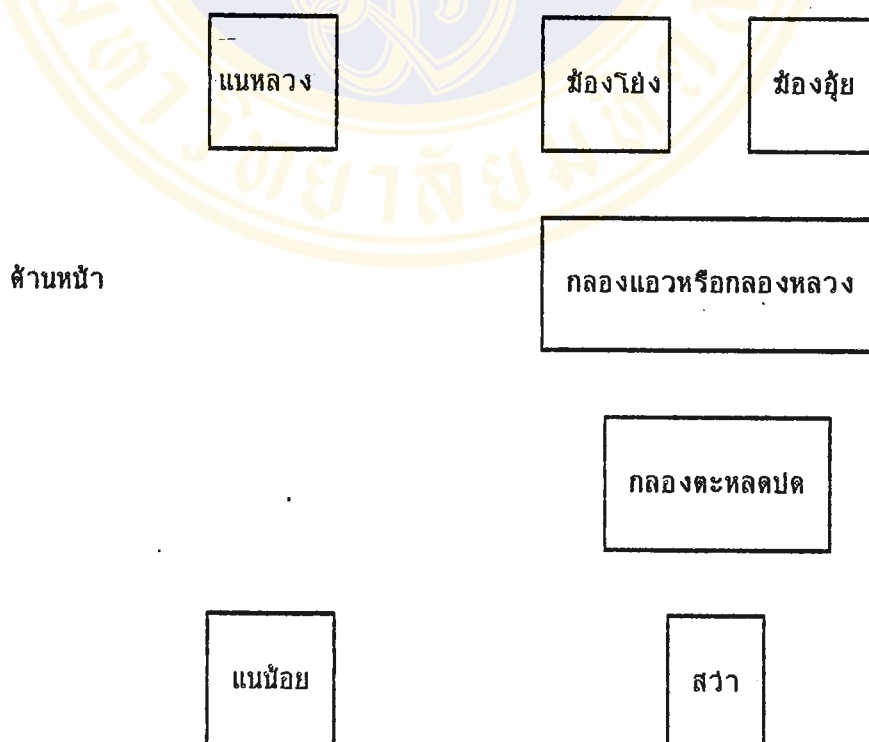 แนหลวง ฆ้องโย่ง ฆ้องอุ้ย
ด้านหน้า กลองแอวหรือกลองหลวง
กลองตะหลดปด
แนน้อย สว่า